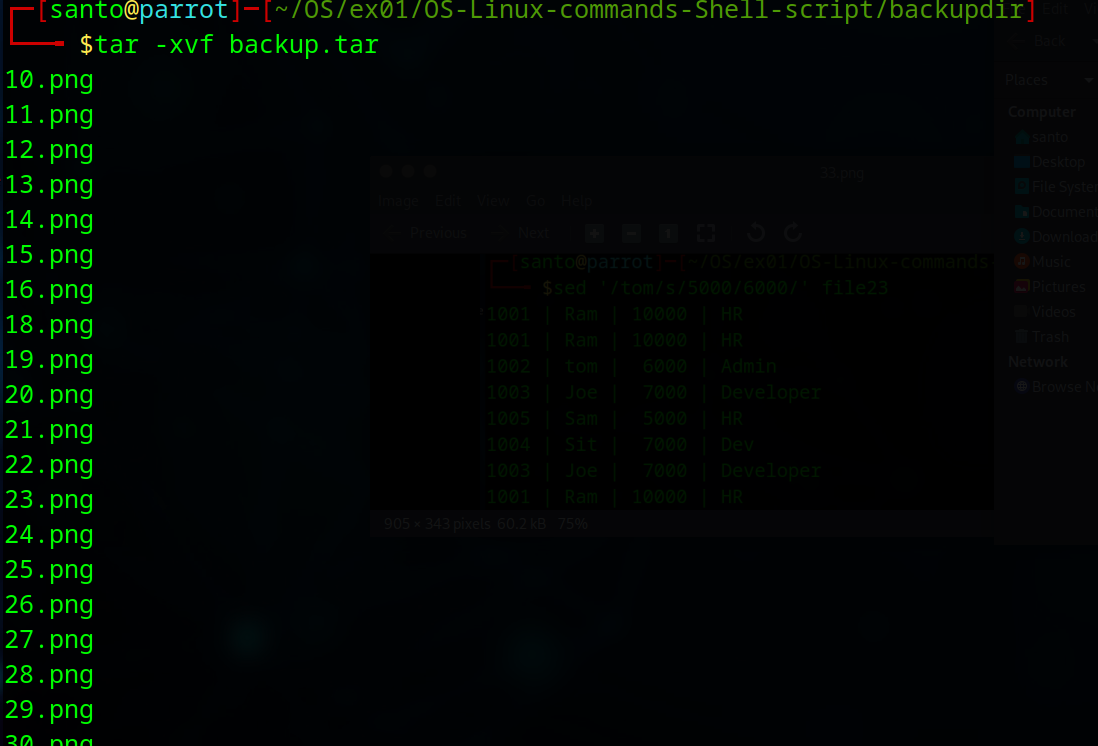 [santo@parrot]─[~/OS/ex01/OS-Linux-commands-Shell-script/backupdir]
$tar -xvf backup.tar
10.png
11.png
12.png
13.png
14.png
15.png
16.png
18.png
19.png
20.png
21.png
22.png
23.png
24.png
25.png
26.png
27.png
28.png
29.png
30.png
33.png
Image Edit View Go Help
Previous Next
santo@parrot]─[~/OS/ex01/OS-Linux-commands-
$sed '/tom/s/5000/6000/' file23
1001 | Ram | 10000 | HR
1001 | Ram | 10000 | HR
1002 | tom | 6000 | Admin
1003 | Joe | 7000 | Developer
1005 | Sam | 5000 | HR
1004 | Sit | 7000 | Dev
1003 | Joe | 7000 | Developer
1001 | Ram | 10000 | HR
905 × 343 pixels 60.2 kB 75%
Edit
Back
Places
Computer
santo
Desktop
File Syste
Documen
Download
Music
Pictures
Videos
Trash
Network
Browse N